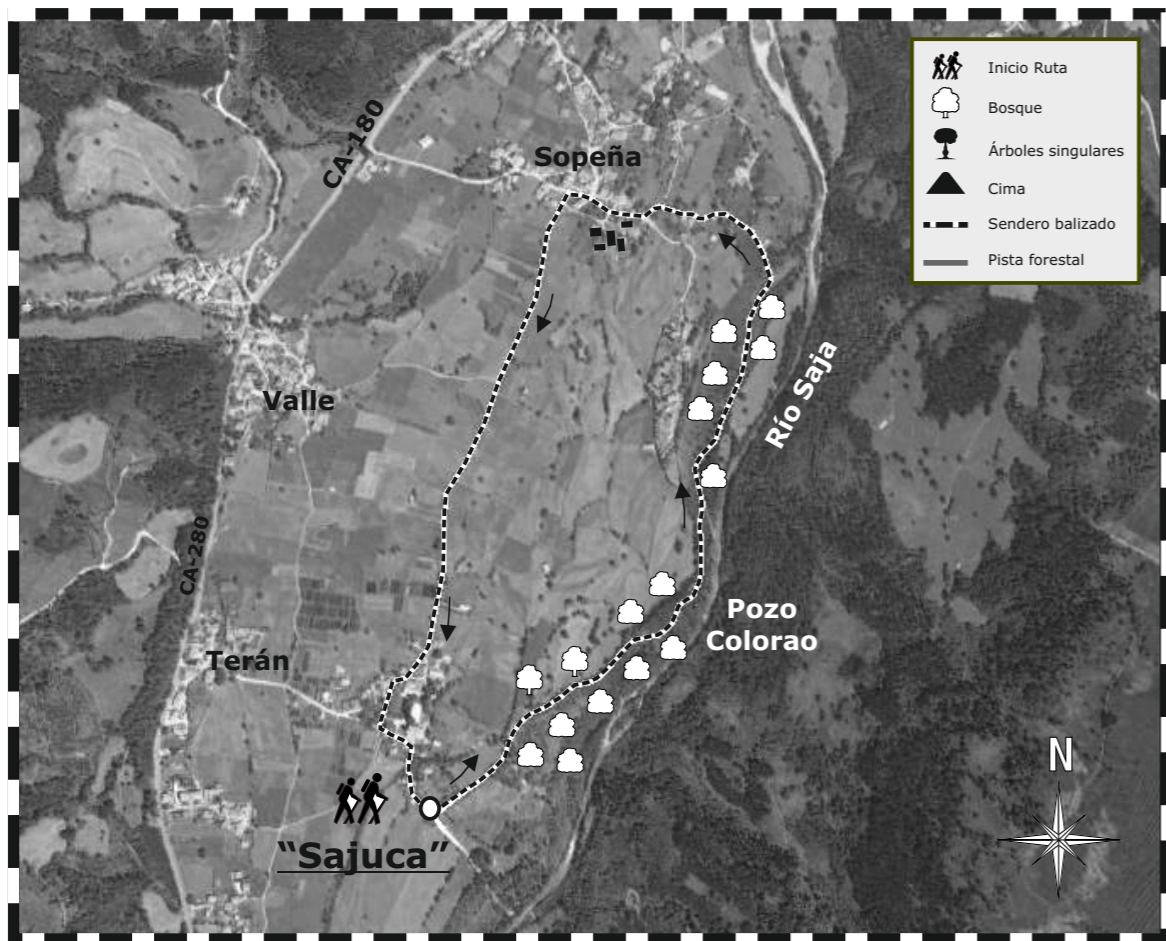 Inicio Ruta
Bosque
Árboles singulares
Cima
Sendero balizado
Pista forestal
CA-180
Sopeña
Río Saja
Valle
CA-280
Pozo
Colorao
Terán
N
“Sajuca”